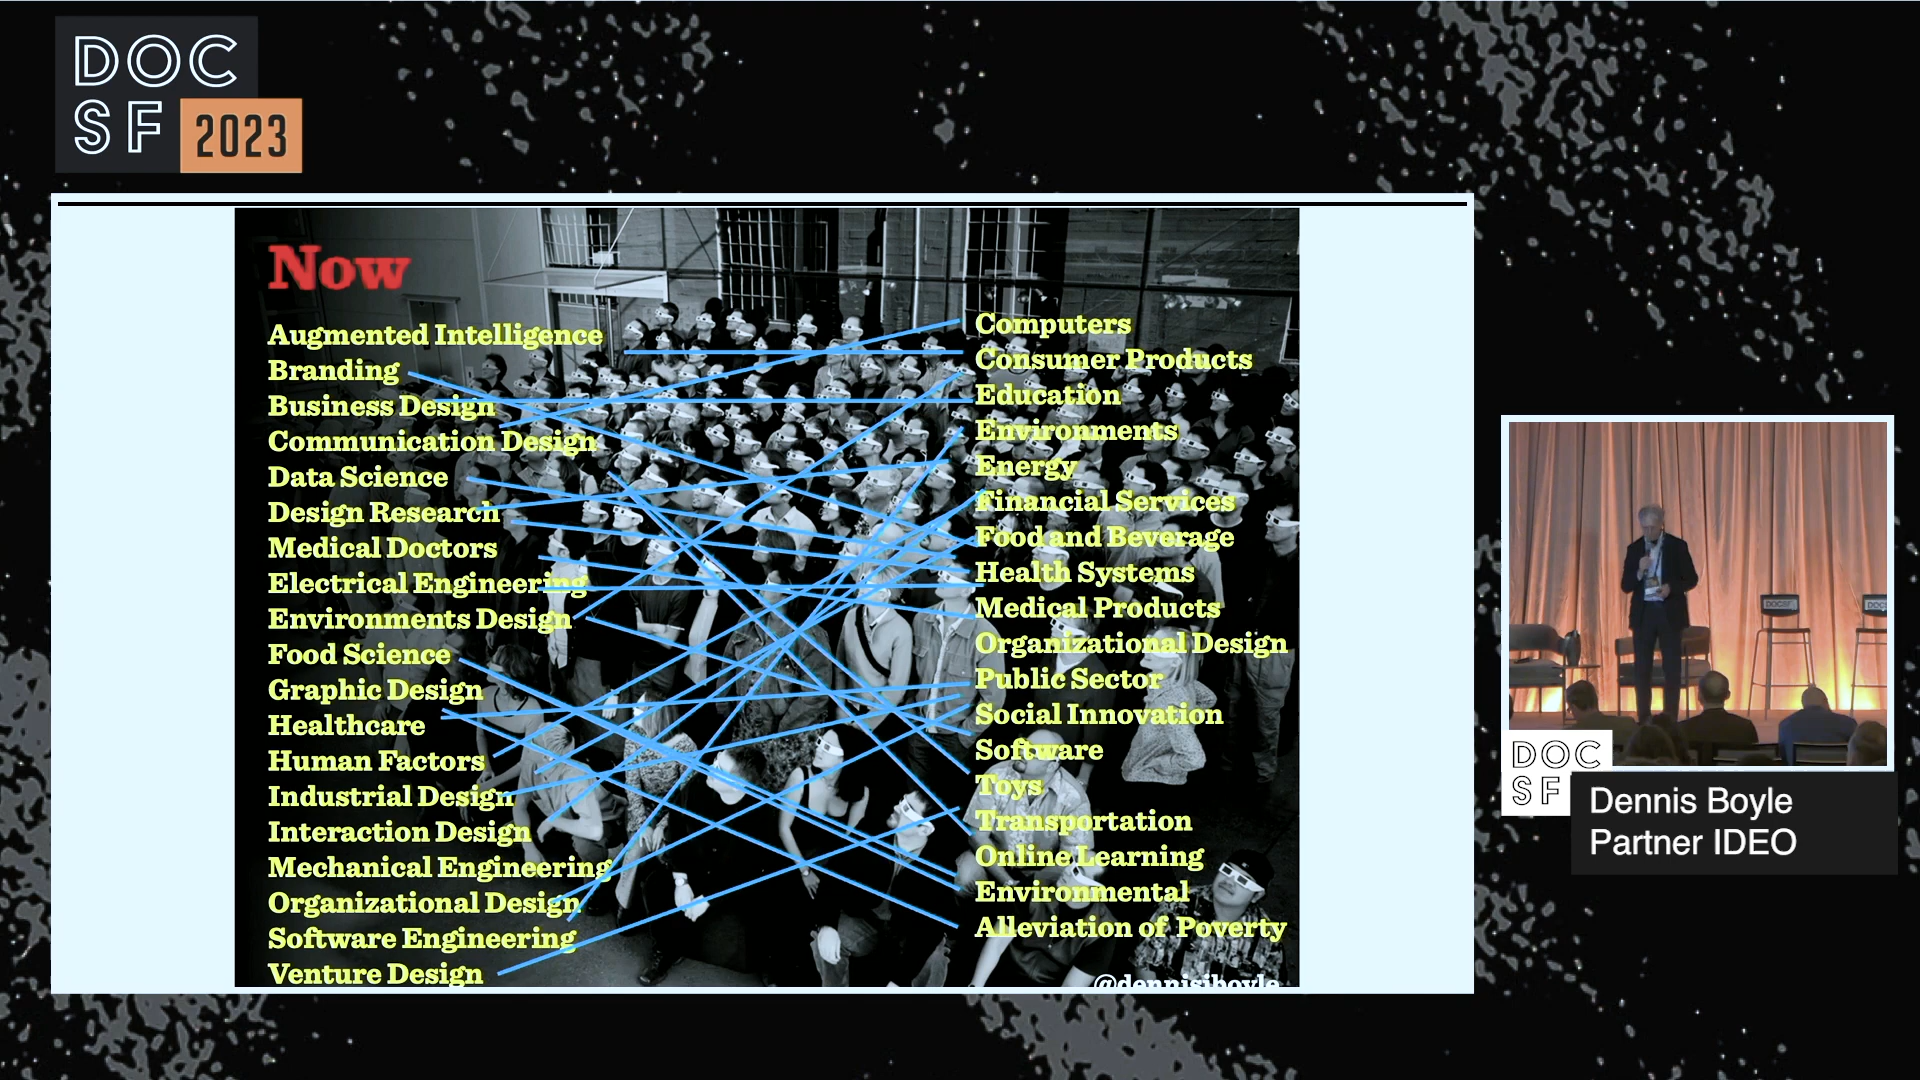 DOC
SF 2023
Now
Augmented Intelligence
Branding
Business Design
Communication Design
Data Science
Design Research
Medical Doctors
Electrical Engineering
Environments Design
Food Science
Graphic Design
Healthcare
Human Factors
Industrial Design
Interaction Design
Mechanical Engineering
Organizational Design
Software Engineering
Venture Design
Computers
Consumer Products
Education
Environments
Energy
Financial Services
Food and Beverage
Health Systems
Medical Products
Organizational Design
Public Sector
Social Innovation
Software
Toys
Transportation
Online Learning
Environmental
Alleviation of Poverty
@dennisjboyle
DOC
SF
Dennis Boyle
Partner IDEO